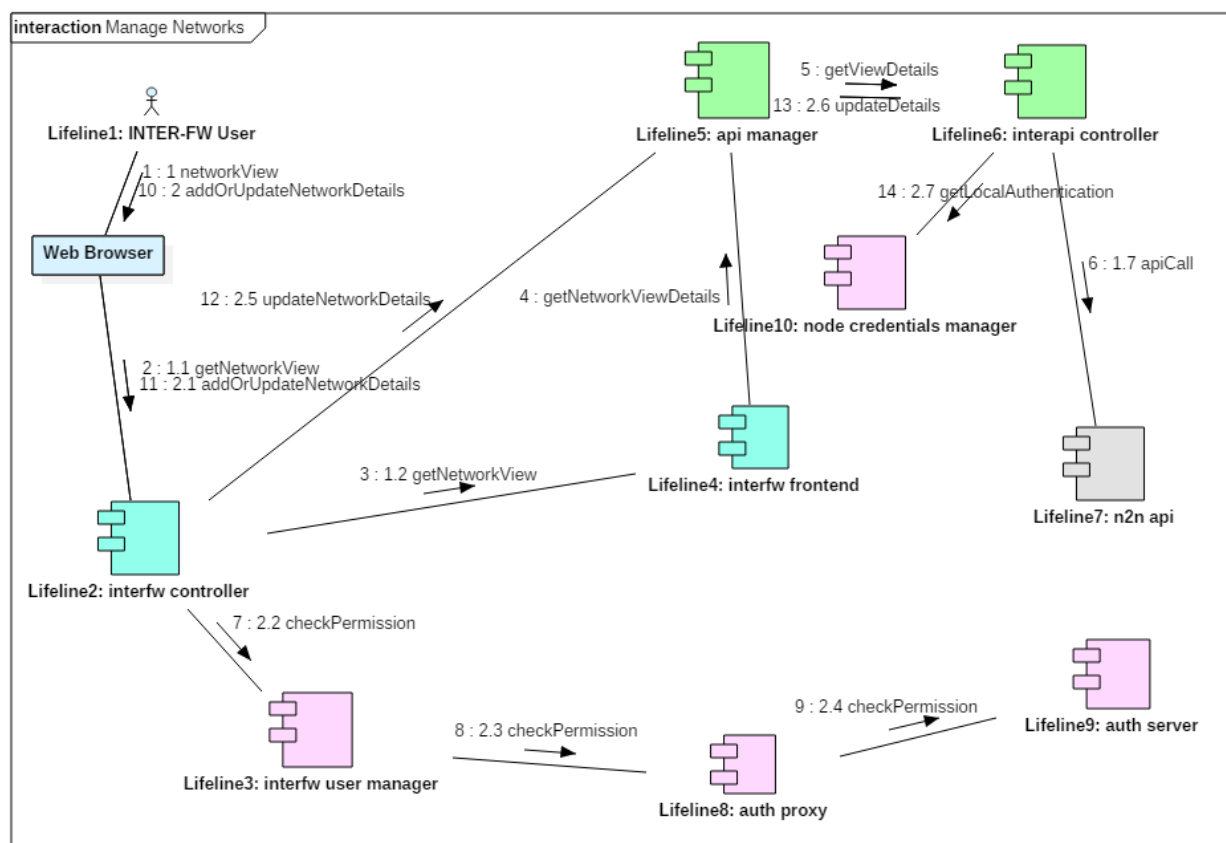 interaction Manage Networks
5 : getViewDetails
13 : 2.6 updateDetails
Lifeline1: INTER-FW User
Lifeline5: api manager
Lifeline6: interapi controller
1 : 1 networkView
10 : 2 addOrUpdateNetworkDetails
14 : 2.7 getLocalAuthentication
Web Browser
6 : 1.7 apiCall
12 : 2.5 updateNetworkDetails
4 : getNetworkViewDetails
Lifeline10: node credentials manager
2 : 1.1 getNetworkView
11 : 2.1 addOrUpdateNetworkDetails
3 : 1.2 getNetworkView
Lifeline4: interfw frontend
Lifeline7: n2n api
Lifeline2: interfw controller
7 : 2.2 checkPermission
9 : 2.4 checkPermission
Lifeline9: auth server
8 : 2.3 checkPermission
Lifeline3: interfw user manager
Lifeline8: auth proxy